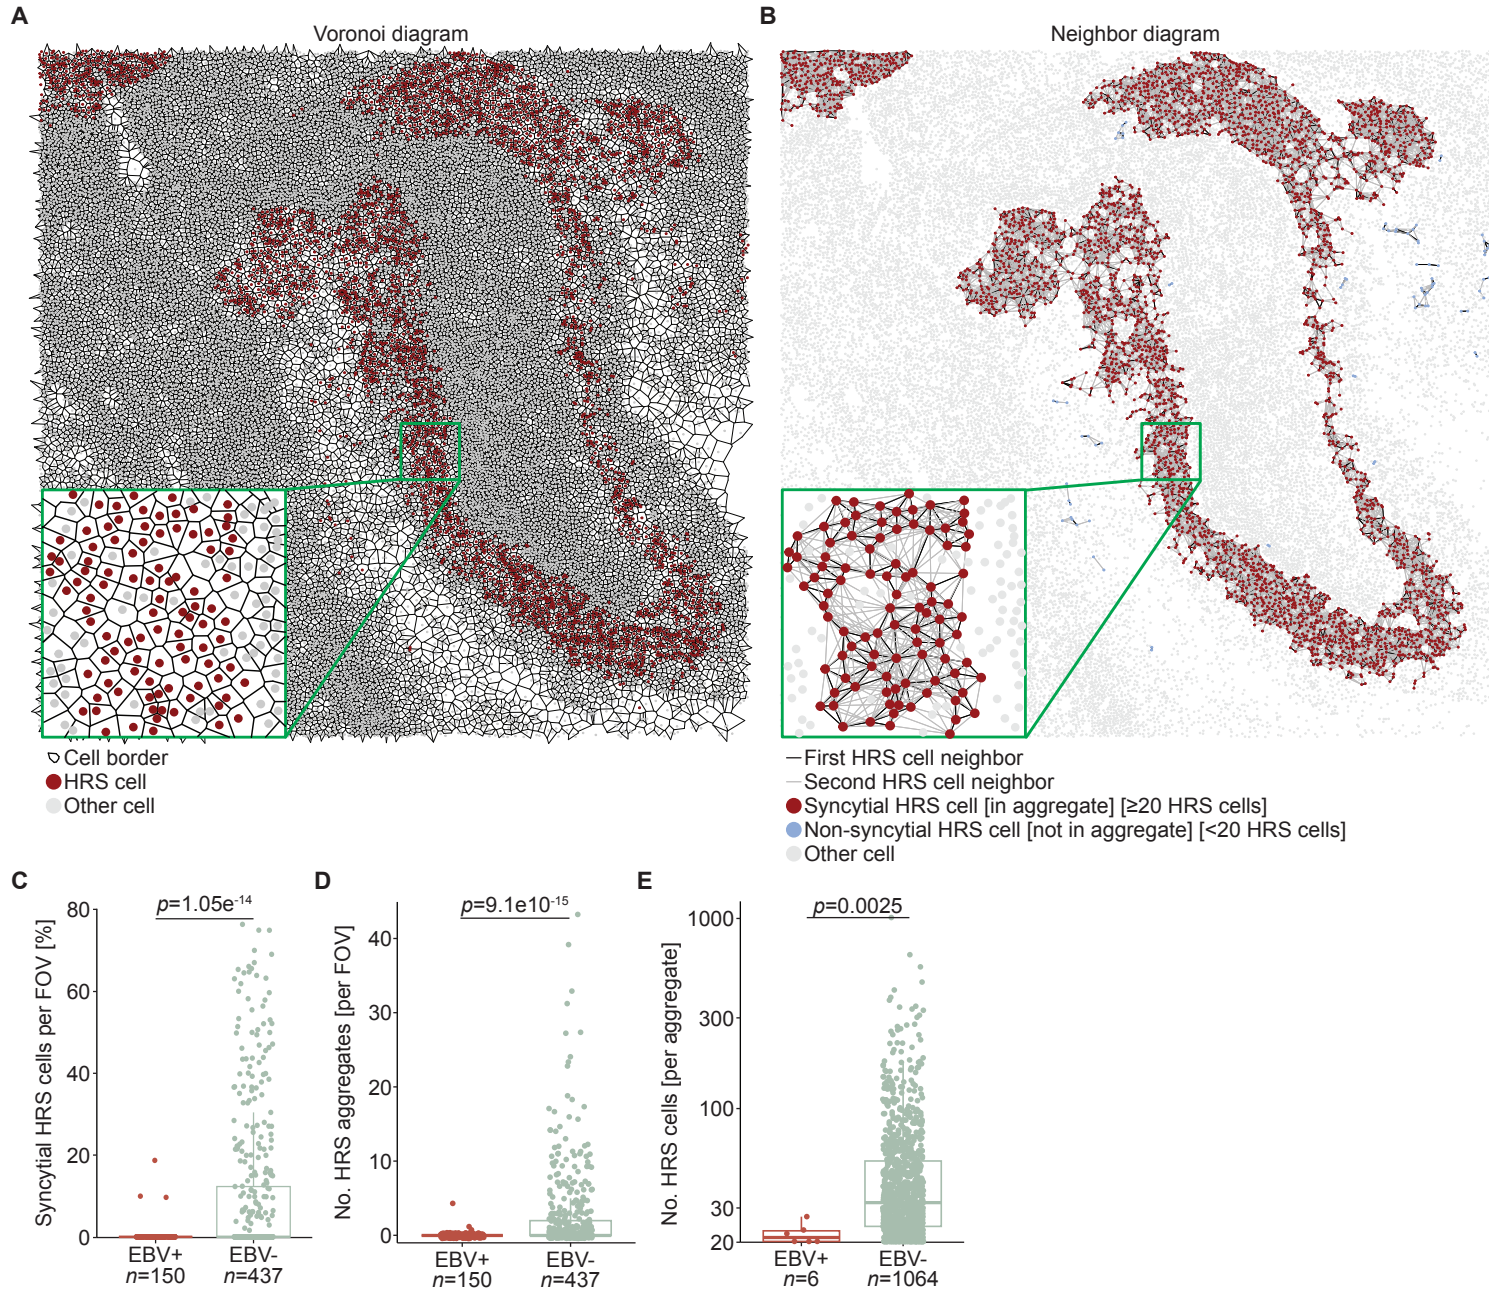 A
Voronoi diagram
Cell border
HRS cell
Other cell
B
Neighbor diagram
First HRS cell neighbor
Second HRS cell neighbor
Syncytial HRS cell [in aggregate] [≥20 HRS cells]
Non-syncytial HRS cell [not in aggregate] [<20 HRS cells]
Other cell
C
Syncytial HRS cells per FOV [%]
p=1.05e-14
80
60
40
20
0
EBV+
n=150
EBV-
n=437
D
No. HRS aggregates [per FOV]
p=9.1e10-15
40
30
20
10
0
EBV+
n=150
EBV-
n=437
E
No. HRS cells [per aggregate]
p=0.0025
1000
300
100
30
20
EBV+
n=6
EBV-
n=1064